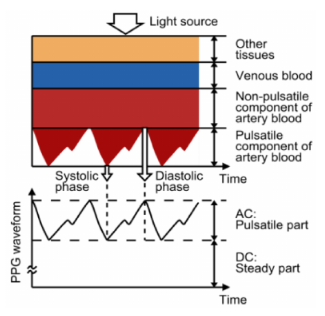 Light source
Other
tissues
Venous blood
Non-pulsatile
component of
artery blood
Pulsatile
component of
artery blood
Systolic
phase
Diastolic
phase
Time
PPG waveform
AC:
Pulsatile part
DC:
Steady part
Time